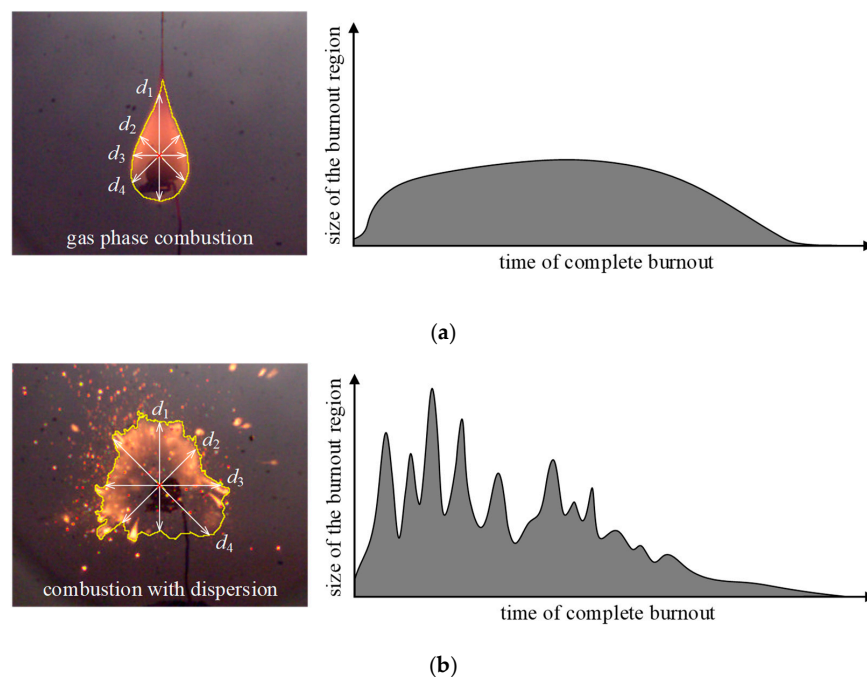 d1
d2
d3
d4
gas phase combustion
size of the burnout region
time of complete burnout
(a)
d1
d2
d3
d4
combustion with dispersion
size of the burnout region
time of complete burnout
(b)